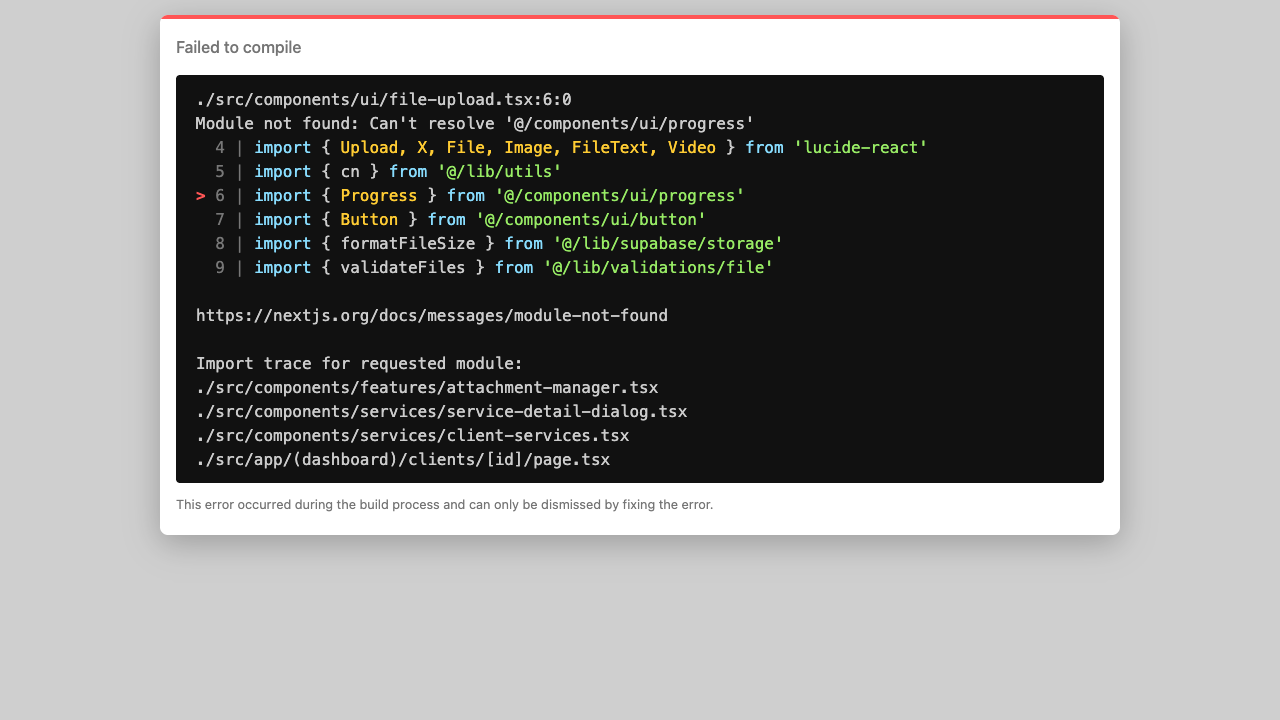 Failed to compile
./src/components/ui/file-upload.tsx:6:0
Module not found: Can't resolve '@/components/ui/progress'
  4 | import { Upload, X, File, Image, FileText, Video } from 'lucide-react'
  5 | import { cn } from '@/lib/utils'
> 6 | import { Progress } from '@/components/ui/progress'
  7 | import { Button } from '@/components/ui/button'
  8 | import { formatFileSize } from '@/lib/supabase/storage'
  9 | import { validateFiles } from '@/lib/validations/file'
https://nextjs.org/docs/messages/module-not-found
Import trace for requested module:
./src/components/features/attachment-manager.tsx
./src/components/services/service-detail-dialog.tsx
./src/components/services/client-services.tsx
./src/app/(dashboard)/clients/[id]/page.tsx
This error occurred during the build process and can only be dismissed by fixing the error.